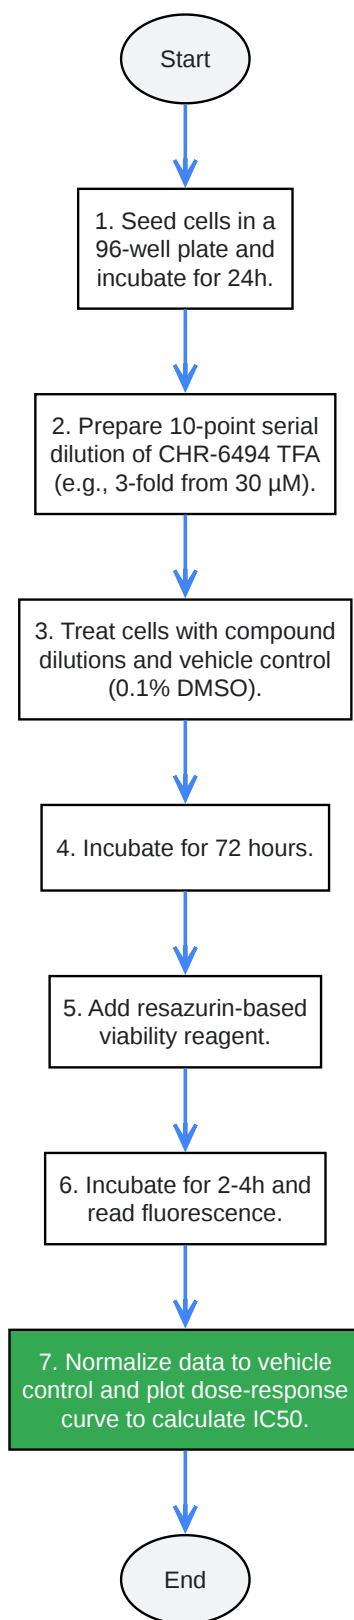 Start
1. Seed cells in a
96-well plate and
incubate for 24h.
2. Prepare 10-point serial
dilution of CHR-6494 TFA
(e.g., 3-fold from 30 µM).
3. Treat cells with compound
dilutions and vehicle control
(0.1% DMSO).
4. Incubate for 72 hours.
5. Add resazurin-based
viability reagent.
6. Incubate for 2-4h and
read fluorescence.
7. Normalize data to vehicle
control and plot dose-response
curve to calculate IC50.
End